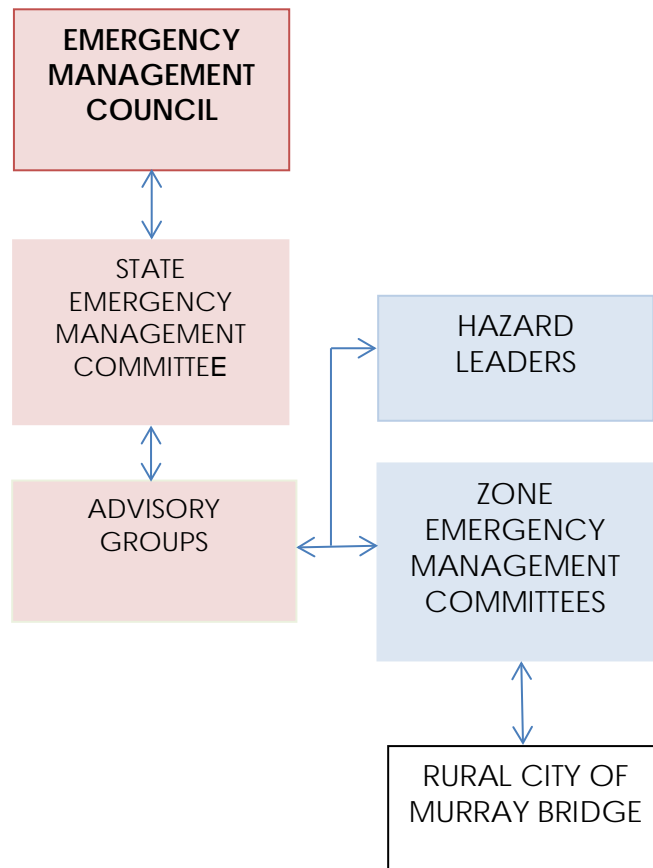 EMERGENCY
MANAGEMENT
COUNCIL
STATE
EMERGENCY
MANAGEMENT
COMMITTEE
HAZARD
LEADERS
ADVISORY
GROUPS
ZONE
EMERGENCY
MANAGEMENT
COMMITTEES
RURAL CITY OF
MURRAY BRIDGE